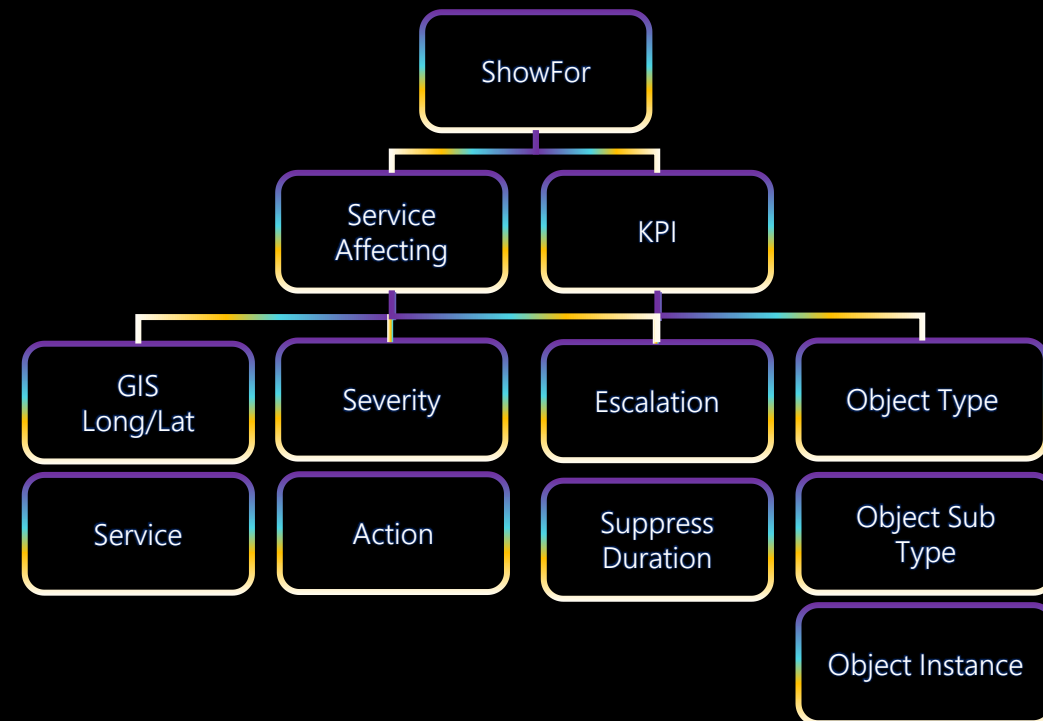 ShowFor
Service
Affecting
KPI
GIS
Long/Lat
Severity
Escalation
Object Type
Service
Action
Suppress
Duration
Object Sub
Type
Object Instance